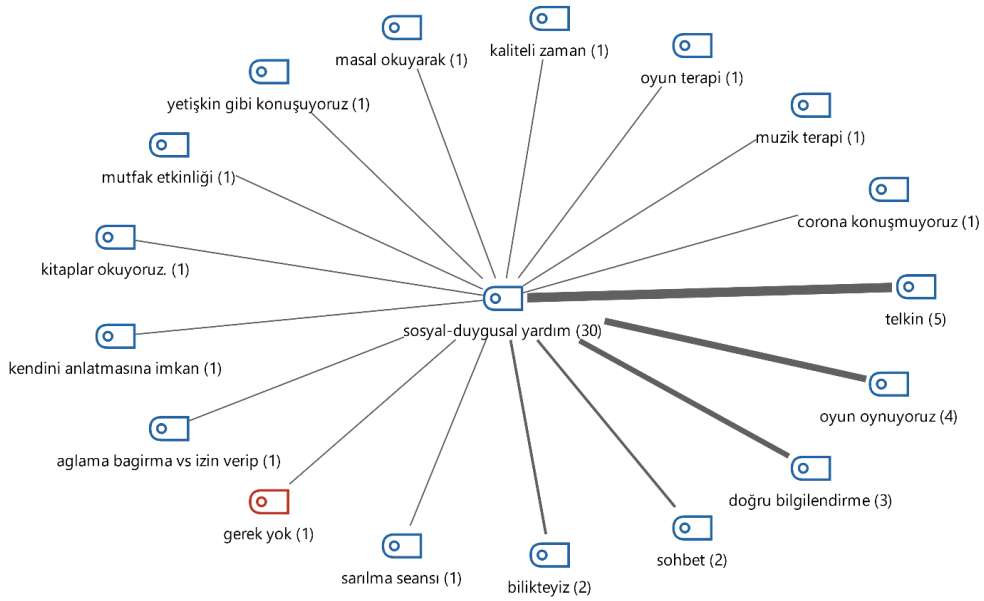 kaliteli zaman (1)
masal okuyarak (1)
oyun terapi (1)
yetişkin gibi konuşuyoruz (1)
muzik terapi (1)
mutfak etkinliği (1)
corona konuşmuyoruz (1)
kitaplar okuyoruz. (1)
telkin (5)
sosyal-duygusal yardım (30)
kendini anlatmasına imkan (1)
oyun oynuyoruz (4)
aglama bagirma vs izin verip (1)
doğru bilgilendirme (3)
gerek yok (1)
sohbet (2)
sarılma seansı (1)
bilikteyiz (2)